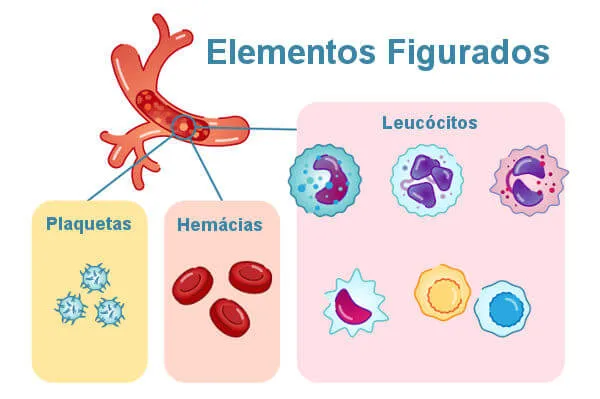 Elementos Figurados
Leucócitos
Plaquetas
Hemácias